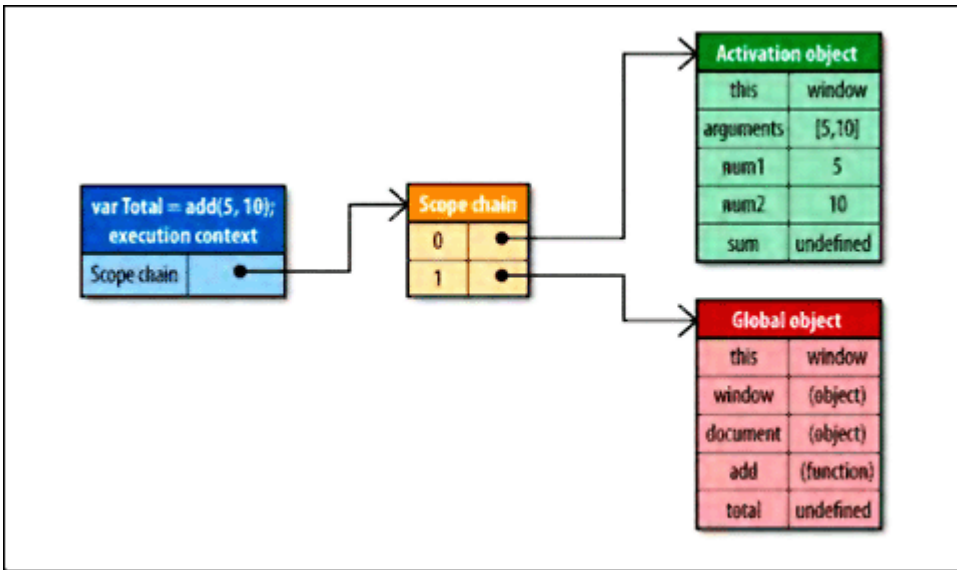 var Total = add(5, 10);
execution context
Scope chain
Scope chain
0
1
Activation object
this window
arguments [5,10]
num1 5
num2 10
sum undefined
Global object
this window
window (object)
document (object)
add (function)
total undefined